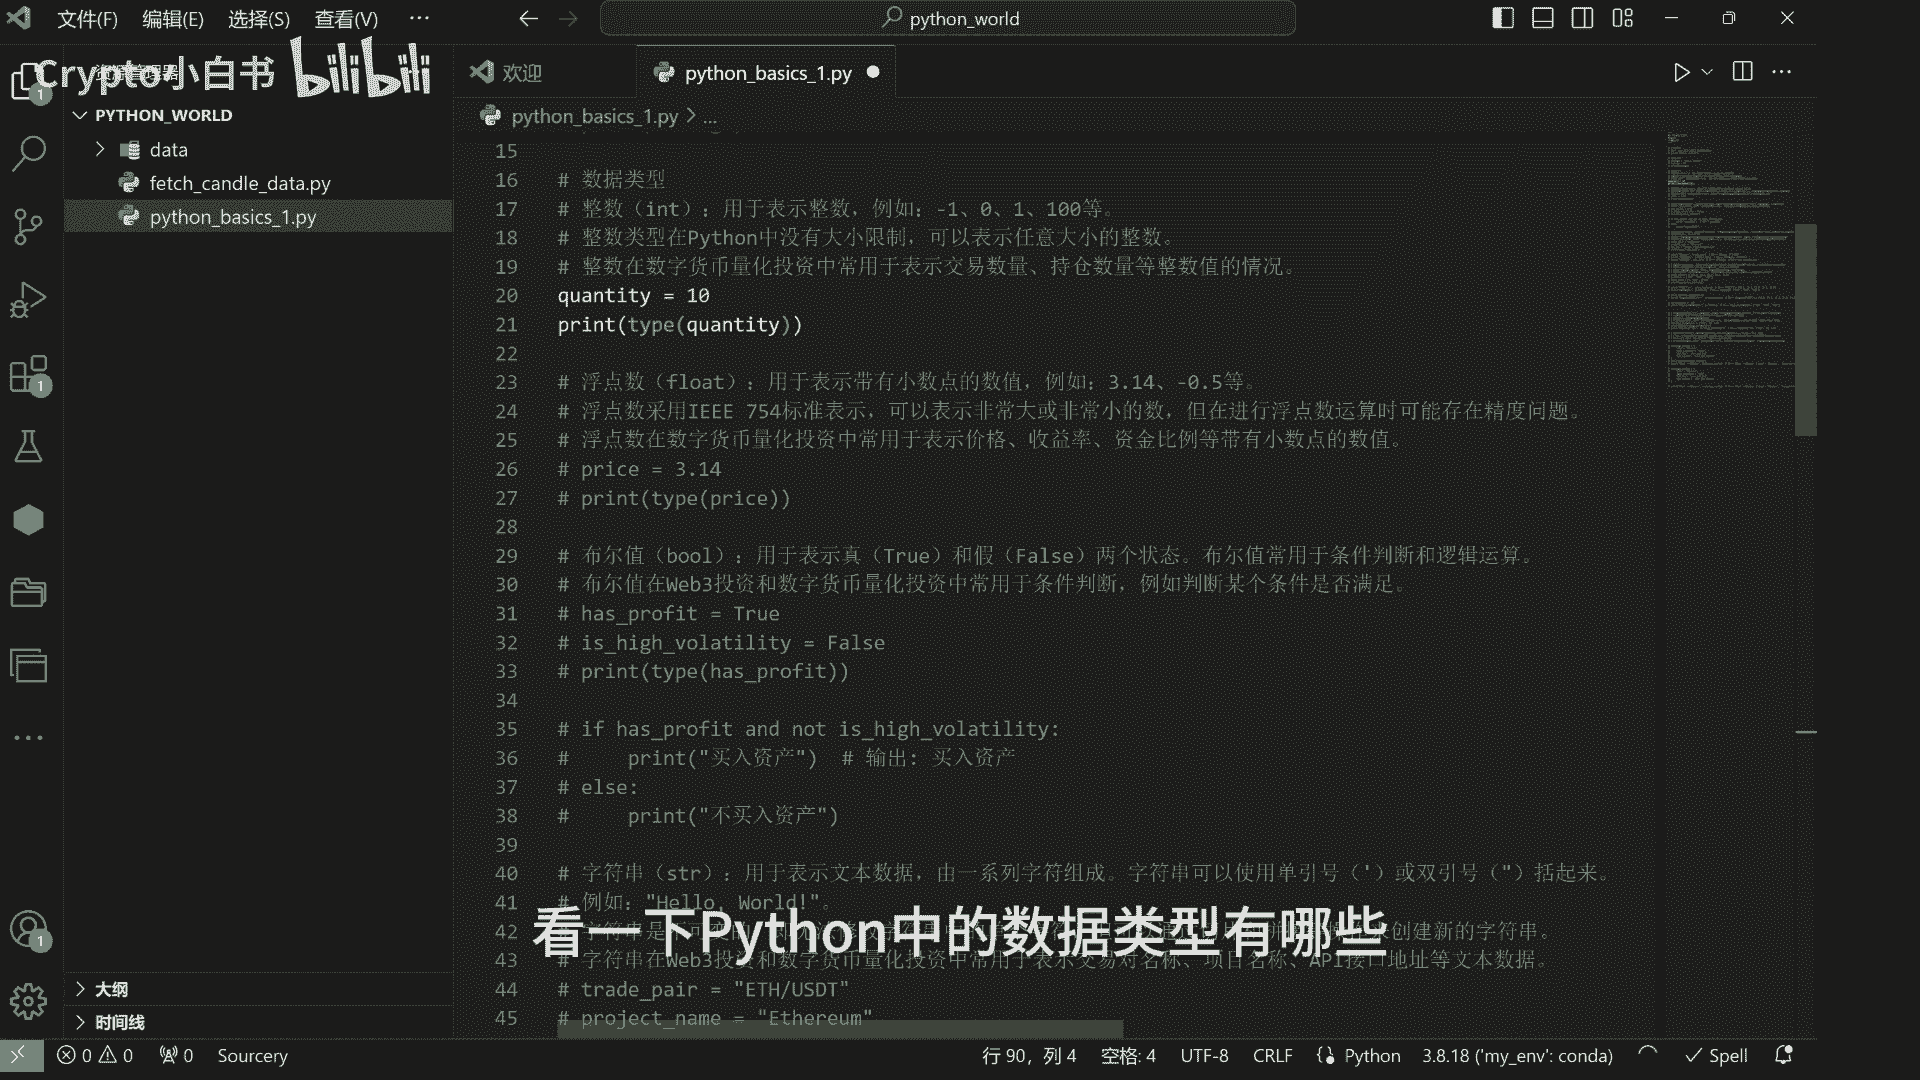 文件(F) 编辑(E) 选择(S) 查看(V) ···
python_world
Crypto小白书 bilibili
欢迎
python_basics_1.py
PYTHON_WORLD
data
fetch_candle_data.py
python_basics_1.py
python_basics_1.py > ...
15
16 # 数据类型
17 # 整数（int）：用于表示整数，例如：-1、0、1、100等。
18 # 整数类型在Python中没有大小限制，可以表示任意大小的整数。
19 # 整数在数字货币量化投资中常用于表示交易数量、持仓数量等整数值的情况。
20 quantity = 10
21 print(type(quantity))
22
23 # 浮点数（float）：用于表示带有小数点的数值，例如：3.14、-0.5等。
24 # 浮点数采用IEEE 754标准表示，可以表示非常大或非常小的数，但在进行浮点数运算时可能存在精度问题。
25 # 浮点数在数字货币量化投资中常用于表示价格、收益率、资金比例等带有小数点的数值。
26 # price = 3.14
27 # print(type(price))
28
29 # 布尔值（bool）：用于表示真（True）和假（False）两个状态。布尔值常用于条件判断和逻辑运算。
30 # 布尔值在Web3投资和数字货币量化投资中常用于条件判断，例如判断某个条件是否满足。
31 # has_profit = True
32 # is_high_volatility = False
33 # print(type(has_profit))
34
35 # if has_profit and not is_high_volatility:
36 #     print("买入资产")  # 输出: 买入资产
37 # else:
38 #     print("不买入资产")
39
40 # 字符串（str）：用于表示文本数据，由一系列字符组成。字符串可以使用单引号（'）或双引号（"）括起来。
41 # 例如："Hello, World!"。
42 # 字符串是 来创建新的字符串。
看一下Python中的数据类型有哪些
43 # 字符串在Web3投资和数字货币量化投资中常用于表示交易对名称、项目名称、API接口地址等文本数据。
44 # trade_pair = "ETH/USDT"
45 # project_name = "Ethereum"
大纲
时间线
0 0 0 Sourcery
行 90，列 4 空格: 4 UTF-8 CRLF Python 3.8.18 ('my_env': conda) Spell